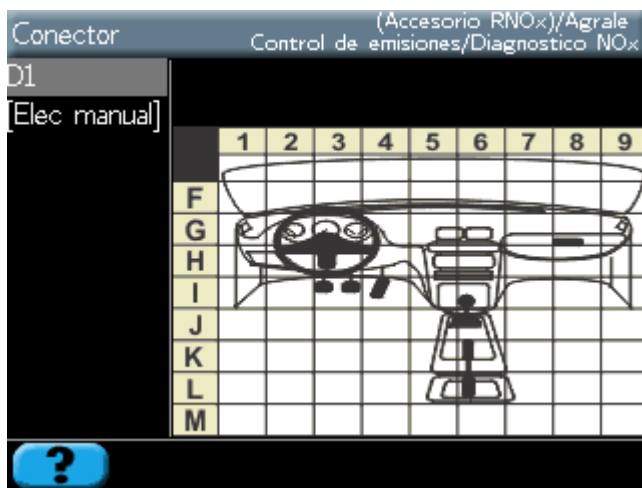 Conector
(Accesorio RNOx)/Agrale
Control de emisiones/Diagnostico NOx
D1
[Elec manual]
1 2 3 4 5 6 7 8 9
F
G
H
I
J
K
L
M
?